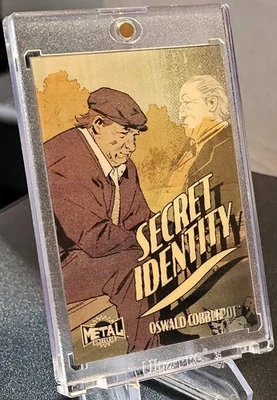 SECRET
IDENTITY
METAL
OSWALD COBBLEPOT